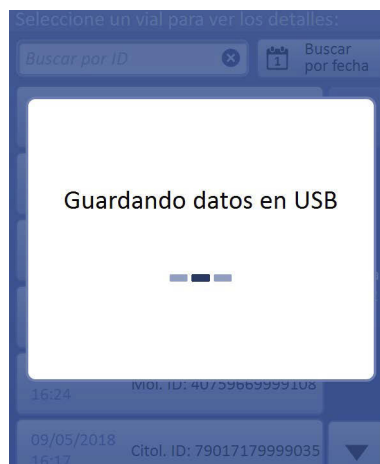 Seleccione un vial para ver los detalles:
Buscar por ID
Buscar
por fecha
1
Guardando datos en USB
16:24
Mol. ID: 40759669999108
09/05/2018
16:17
Citol. ID: 79017179999035